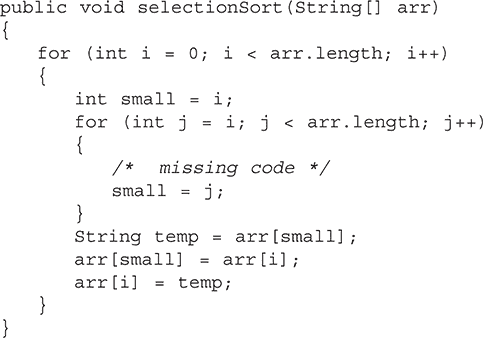 public void selectionSort(String[] arr)
{
for (int i = 0; i < arr.length; i++)
{
int small = i;
for (int j = i; j < arr.length; j++)
{
/*  missing code */
small = j;
}
String temp = arr[small];
arr[small] = arr[i];
arr[i] = temp;
}
}